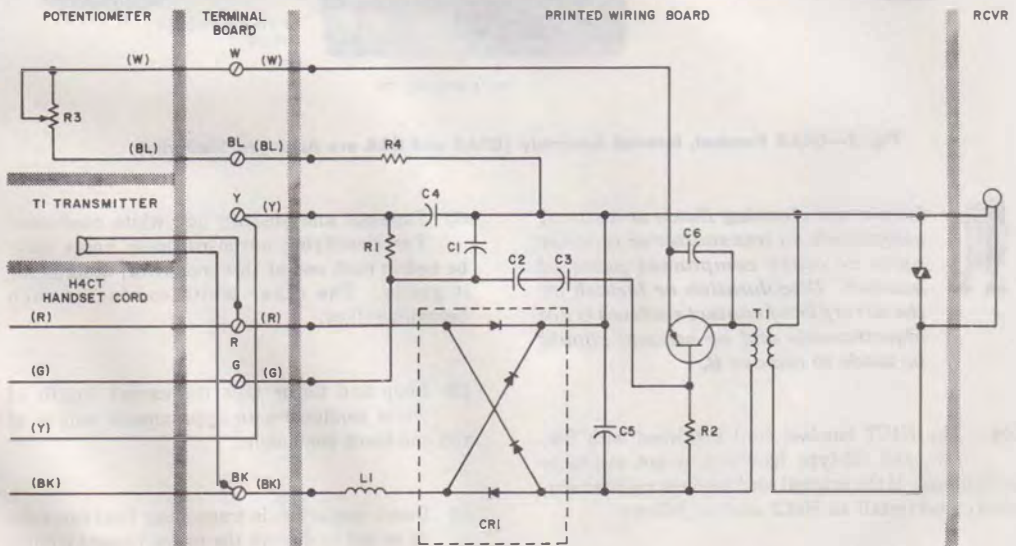 POTENTIOMETER TERMINAL BOARD PRINTED WIRING BOARD RCVR
W
(W) (W)
R3
BL
(BL) (BL) R4
T1 TRANSMITTER
Y
(Y) C4
R1 C1 C6
C2 C3
H4CT
HANDSET CORD
(R) (R)
R
T1
G
(G) (G)
(Y)
C5 R2
BK
(BK) (BK) L1
CR1